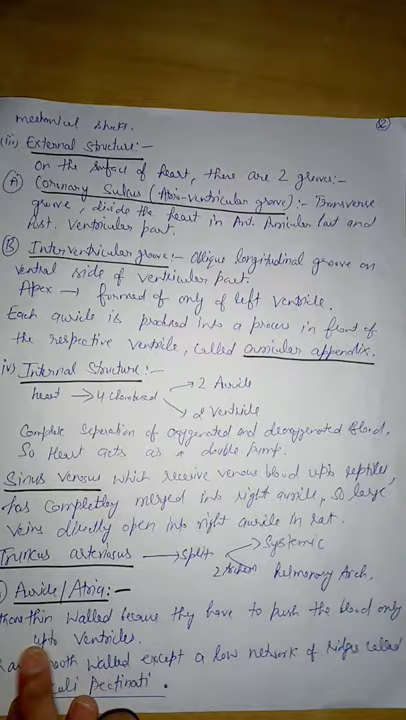 ②
mechanical shocks.
(iii) External structure:-
On the surface of heart, there are 2 groove:-
Ⓐ Coronary Sulcus (Atrio-ventricular grove):- Transverse
groove, divide the heart in Ant. Auricular part and
Post. Ventricular part.
Ⓑ Interventricular groove:- Oblique longitudinal groove on
ventral side of ventricular part.
Apex → formed of only of left ventricle.
Each auricle is produced into a process in front of
the respective ventricle, called auricular appendix.
iv) Internal Structure:-
heart → 4 Chambered → 2 Auricle
→ 2 Ventricle
Complete Separation of oxygenated and deoxygenated Blood.
So Heart acts as a double pump.
Sinus venosus which receive venous blood upto reptiles,
has completley merged into right auricle, so large
veins directly open into right auricle in rat.
Truncus arteriosus → split → Systemic
2 Arches → Pulmonary Arch.
) Auricle/Atria:-
thin walled because they have to push the blood only
upto ventricles.
walled except a low network of ridges called
Pectinati.